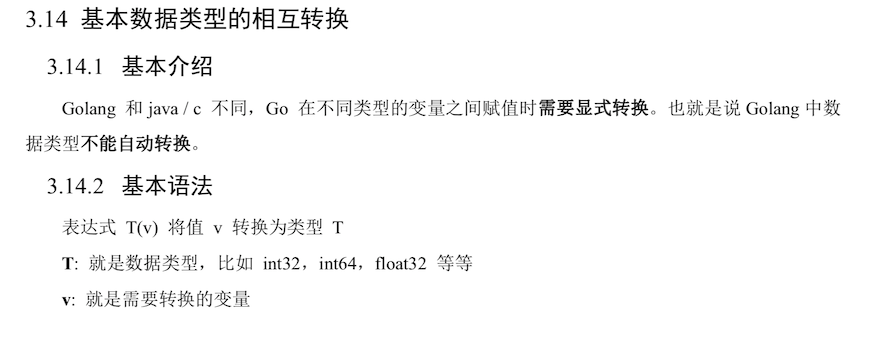 3.14 基本数据类型的相互转换
3.14.1 基本介绍
Golang 和 java / c 不同，Go 在不同类型的变量之间赋值时需要显式转换。也就是说 Golang 中数
据类型不能自动转换。
3.14.2 基本语法
表达式 T(v) 将值 v 转换为类型 T
T: 就是数据类型，比如 int32，int64，float32 等等
v: 就是需要转换的变量